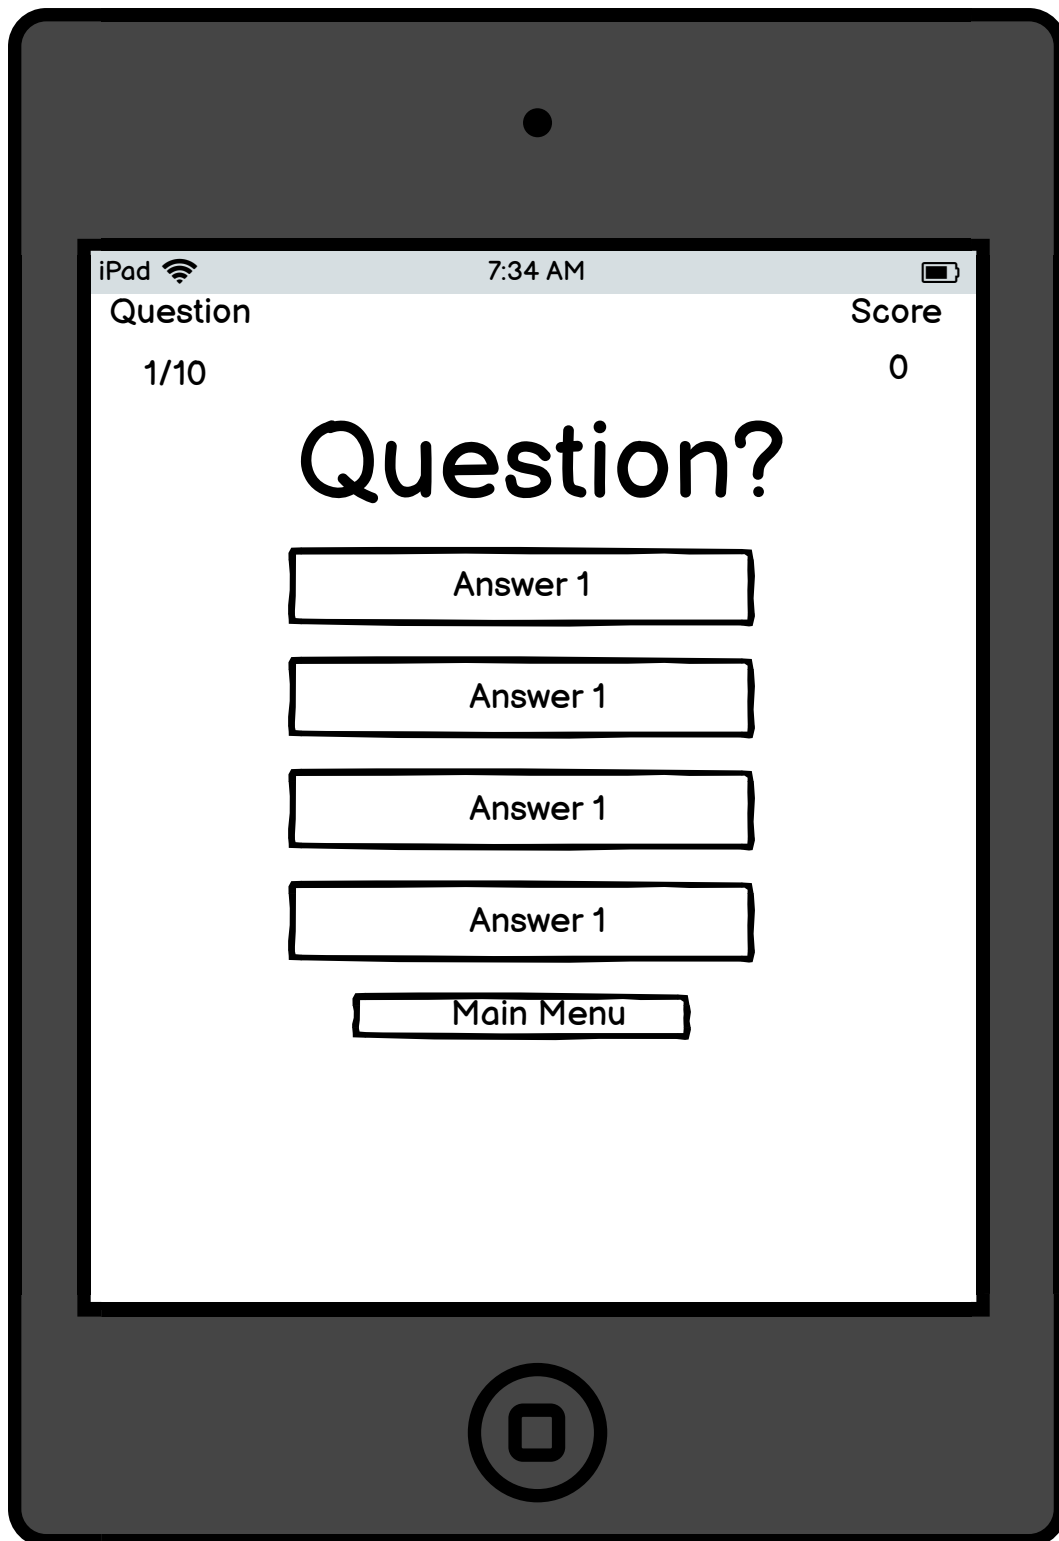 iPad 7:34 AM
Question Score
1/10 0
Question?
Answer 1
Answer 1
Answer 1
Answer 1
Main Menu